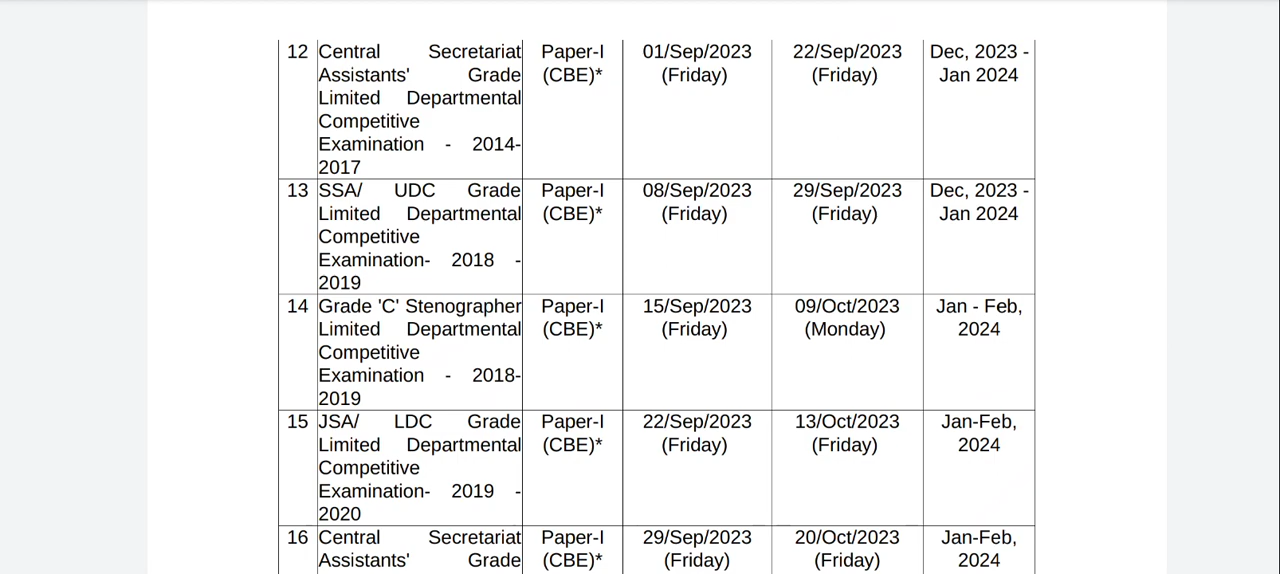 12 Central Secretariat Paper-I 01/Sep/2023 22/Sep/2023 Dec, 2023 -
Assistants' Grade (CBE)* (Friday) (Friday) Jan 2024
Limited Departmental
Competitive
Examination - 2014-
2017
13 SSA/ UDC Grade Paper-I 08/Sep/2023 29/Sep/2023 Dec, 2023 -
Limited Departmental (CBE)* (Friday) (Friday) Jan 2024
Competitive
Examination- 2018 -
2019
14 Grade 'C' Stenographer Paper-I 15/Sep/2023 09/Oct/2023 Jan - Feb,
Limited Departmental (CBE)* (Friday) (Monday) 2024
Competitive
Examination - 2018-
2019
15 JSA/ LDC Grade Paper-I 22/Sep/2023 13/Oct/2023 Jan-Feb,
Limited Departmental (CBE)* (Friday) (Friday) 2024
Competitive
Examination- 2019 -
2020
16 Central Secretariat Paper-I 29/Sep/2023 20/Oct/2023 Jan-Feb,
Assistants' Grade (CBE)* (Friday) (Friday) 2024